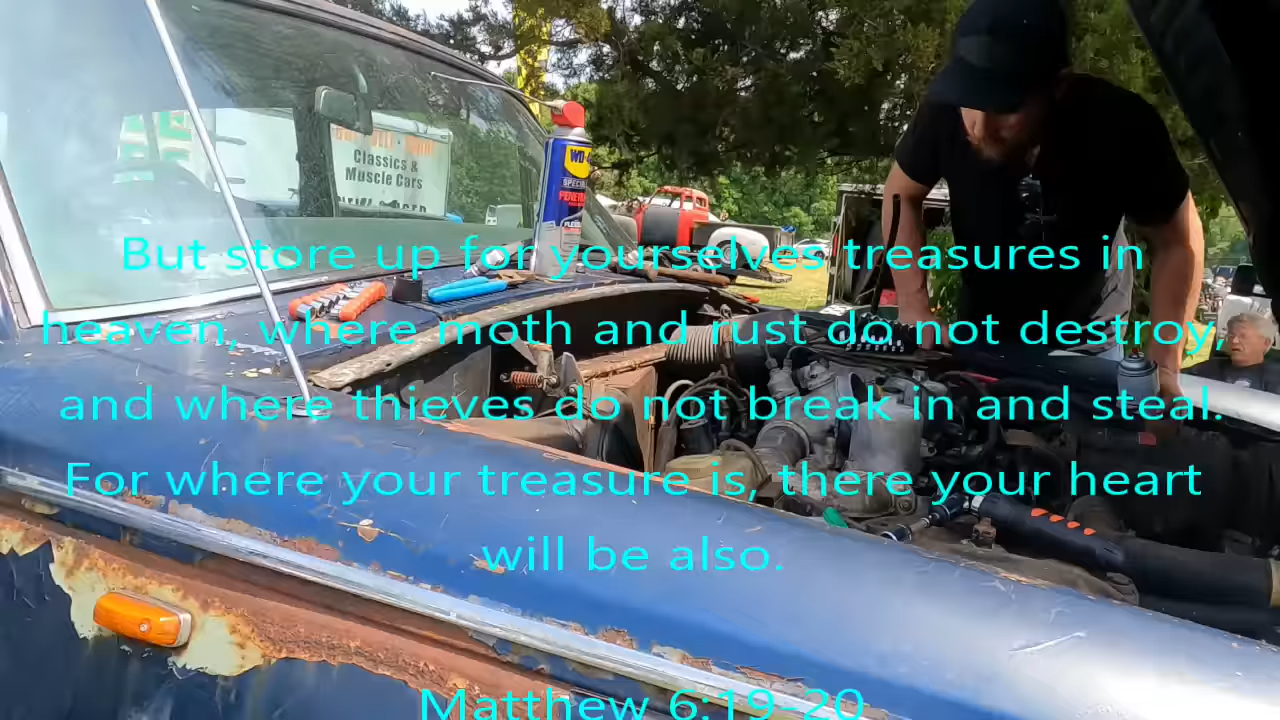 Classics &
Muscle Cars
WD-4
But store up for yourselves treasures in
heaven, where moth and rust do not destroy,
and where thieves do not break in and steal.
For where your treasure is, there your heart
will be also.
Matthew 6:19-20